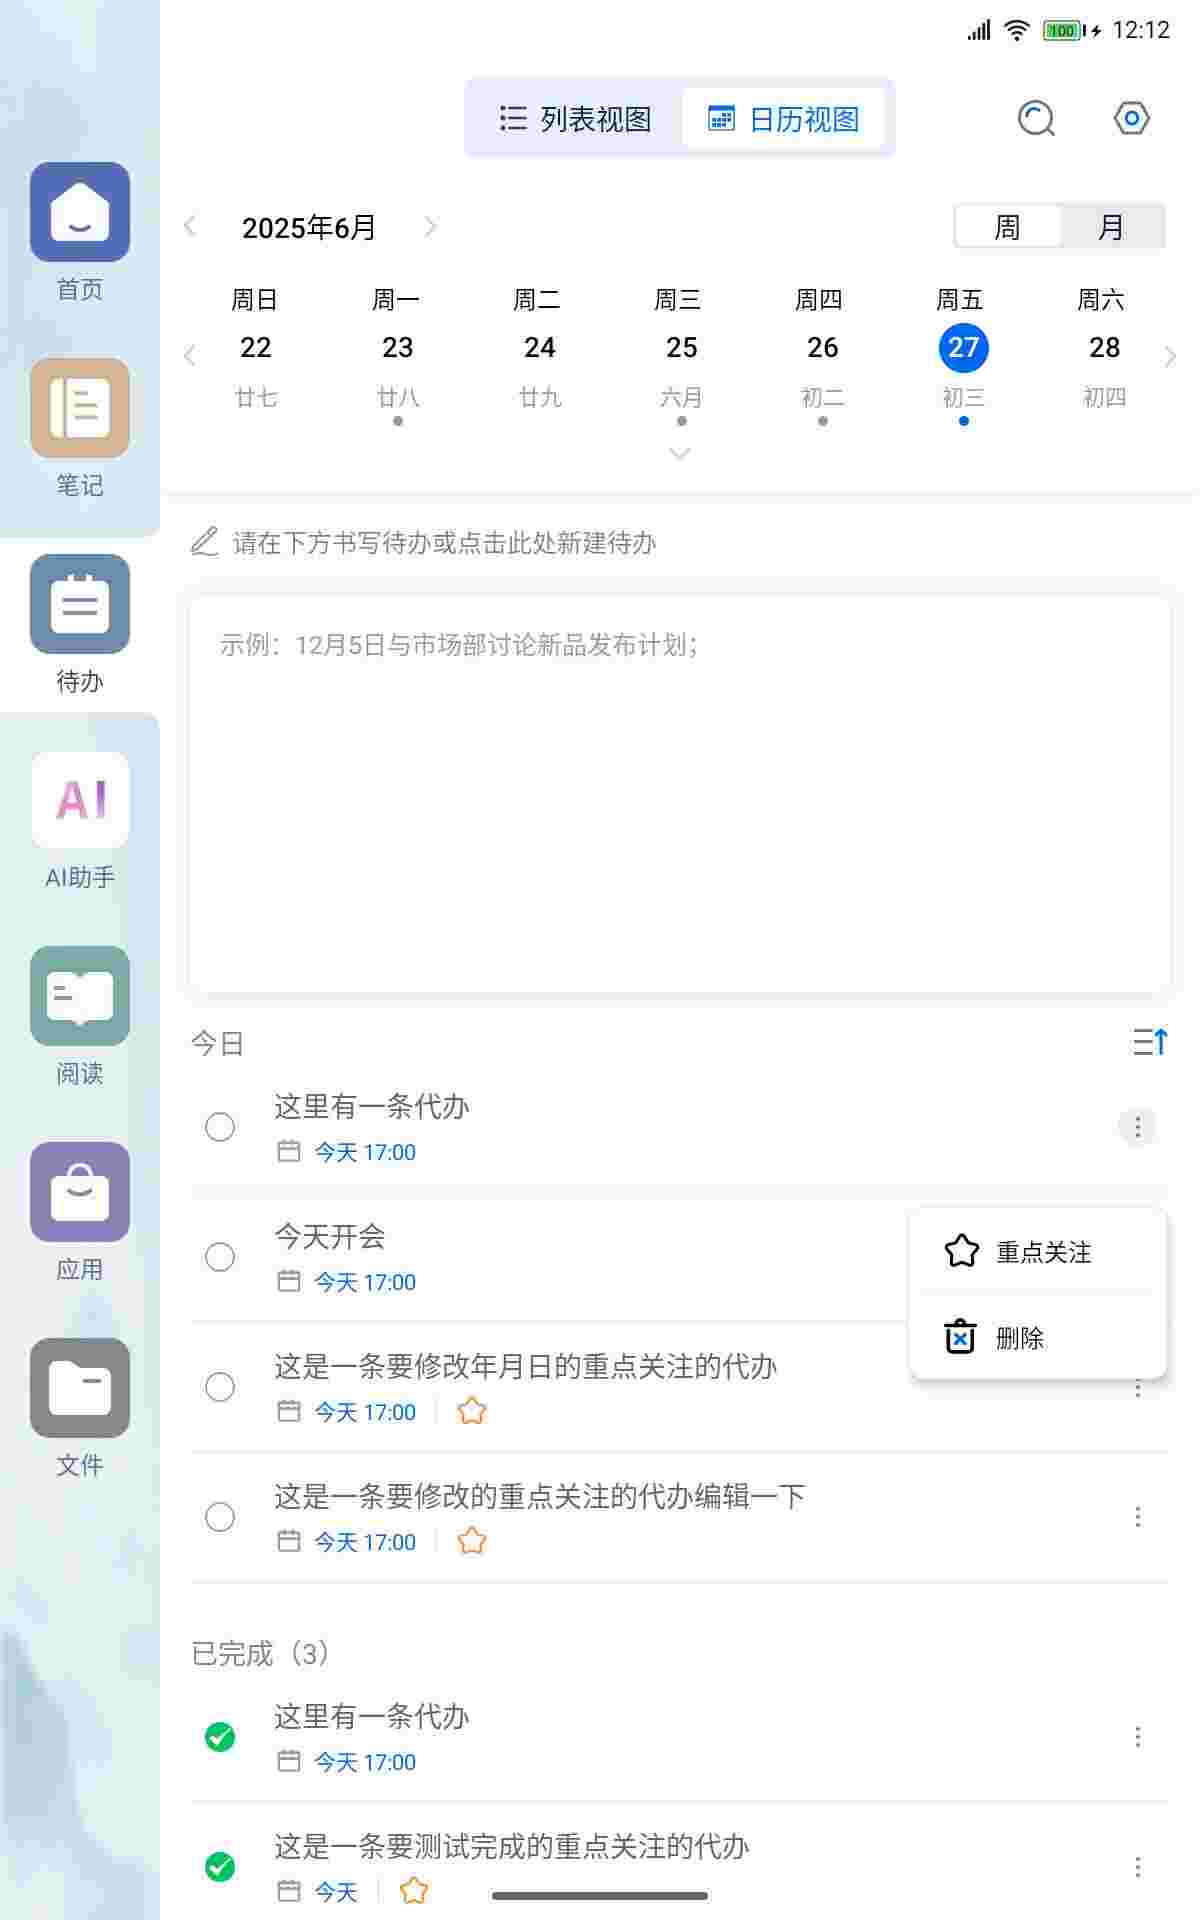 100 12:12
列表视图 日历视图
首页
笔记
待办
AI
AI助手
阅读
应用
文件
2025年6月 周 月
周日 周一 周二 周三 周四 周五 周六
22 23 24 25 26 27 28
廿七 廿八 廿九 六月 初二 初三 初四
请在下方书写待办或点击此处新建待办
示例：12月5日与市场部讨论新品发布计划;
今日
这里有一条代办
今天 17:00
今天开会
今天 17:00
重点关注
删除
这是一条要修改年月日的重点关注的代办
今天 17:00
这是一条要修改的重点关注的代办编辑一下
今天 17:00
已完成（3）
这里有一条代办
今天 17:00
这是一条要测试完成的重点关注的代办
今天